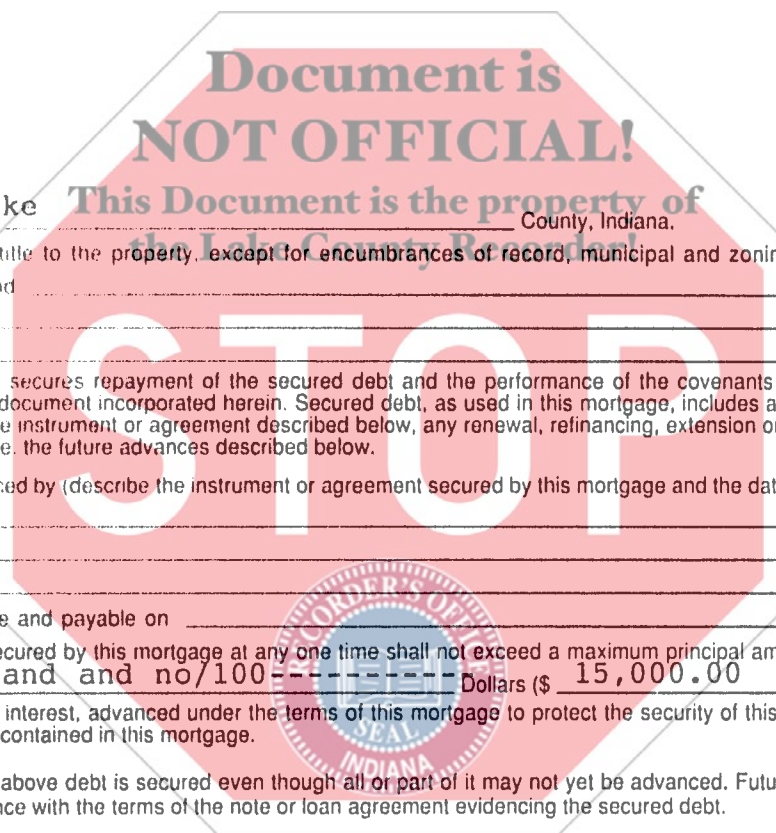 Document is
NOT OFFICIAL!
This Document is the property of
the Lake County Recorder!
ke County, Indiana.
title to the property, except for encumbrances of record, municipal and zonin
d
STOP
secures repayment of the secured debt and the performance of the covenants
document incorporated herein. Secured debt, as used in this mortgage, includes a
e instrument or agreement described below, any renewal, refinancing, extension or
e. the future advances described below.
ed by (describe the instrument or agreement secured by this mortgage and the dat
e and payable on
RECORDER'S OFFICE
ecured by this mortgage at any one time shall not exceed a maximum principal am
and and no/100----------- Dollars ($ 15,000.00
interest, advanced under the terms of this mortgage to protect the security of this
contained in this mortgage.
SEAL
INDIANA
above debt is secured even though all or part of it may not yet be advanced. Futu
nce with the terms of the note or loan agreement evidencing the secured debt.